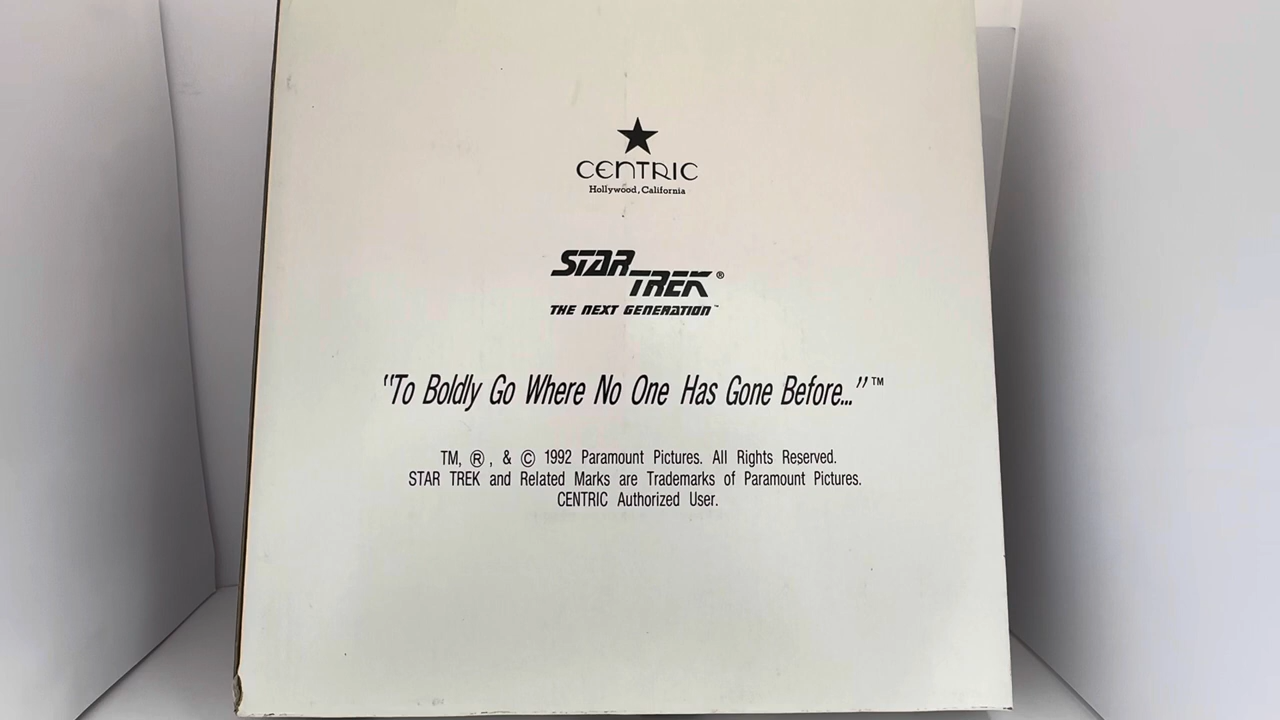 CENTRIC
Hollywood, California
STAR
TREK®
THE NEXT GENERATION™
"To Boldly Go Where No One Has Gone Before..."™
TM, ®, & © 1992 Paramount Pictures. All Rights Reserved.
STAR TREK and Related Marks are Trademarks of Paramount Pictures.
CENTRIC Authorized User.